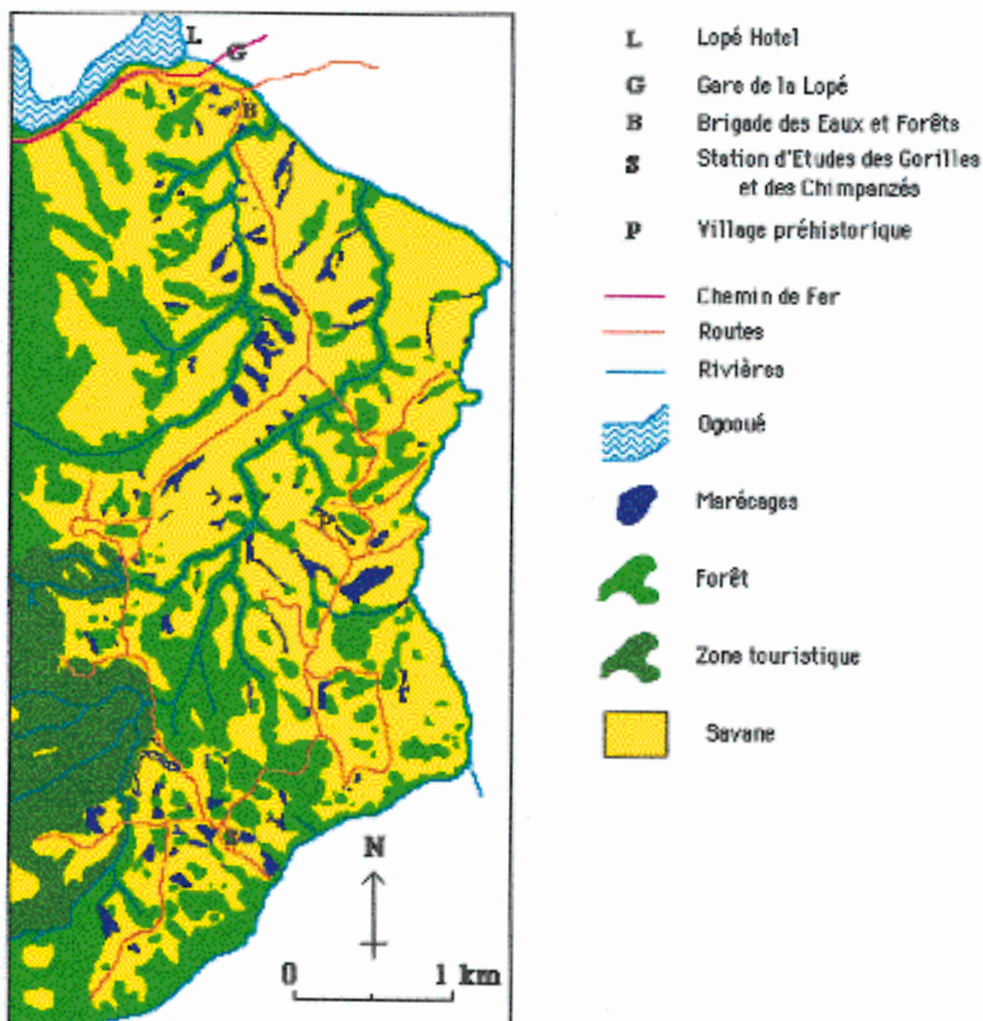 L
G
B
P
N
0 1 km
L Lopé Hotel
G Gare de la Lopé
B Brigade des Eaux et Forêts
S Station d'Etudes des Gorilles
et des Chimpanzés
P Village préhistorique
Chemin de Fer
Routes
Rivières
Ogooué
Marécages
Forêt
Zone touristique
Savane